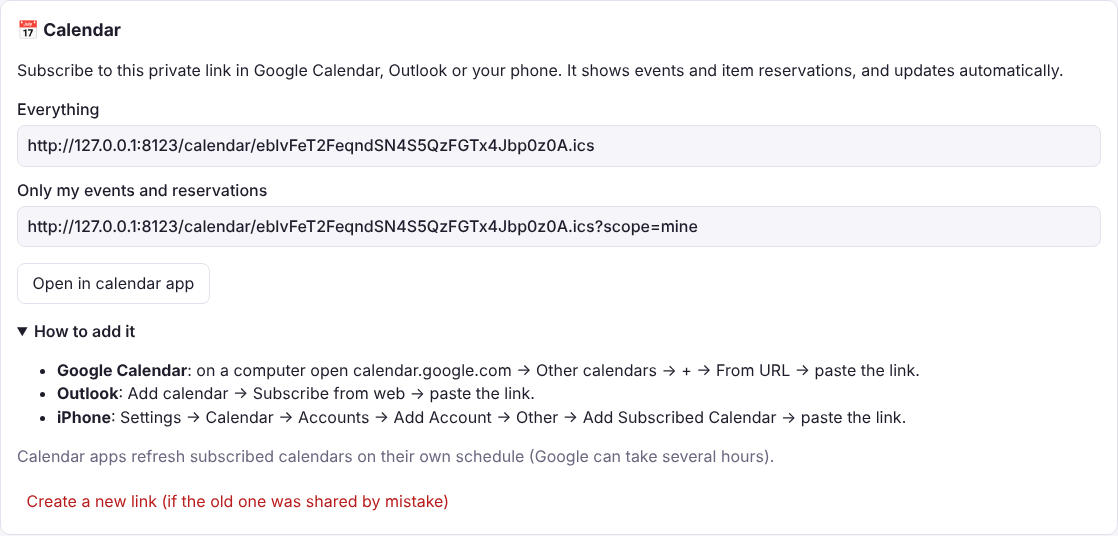 📅 Calendar
Subscribe to this private link in Google Calendar, Outlook or your phone. It shows events and item reservations, and updates automatically.
Everything
http://127.0.0.1:8123/calendar/eblvFeT2FeqndSN4S5QzFGTx4Jbp0z0A.ics
Only my events and reservations
http://127.0.0.1:8123/calendar/eblvFeT2FeqndSN4S5QzFGTx4Jbp0z0A.ics?scope=mine
Open in calendar app
▼ How to add it
• Google Calendar: on a computer open calendar.google.com → Other calendars → + → From URL → paste the link.
• Outlook: Add calendar → Subscribe from web → paste the link.
• iPhone: Settings → Calendar → Accounts → Add Account → Other → Add Subscribed Calendar → paste the link.
Calendar apps refresh subscribed calendars on their own schedule (Google can take several hours).
Create a new link (if the old one was shared by mistake)